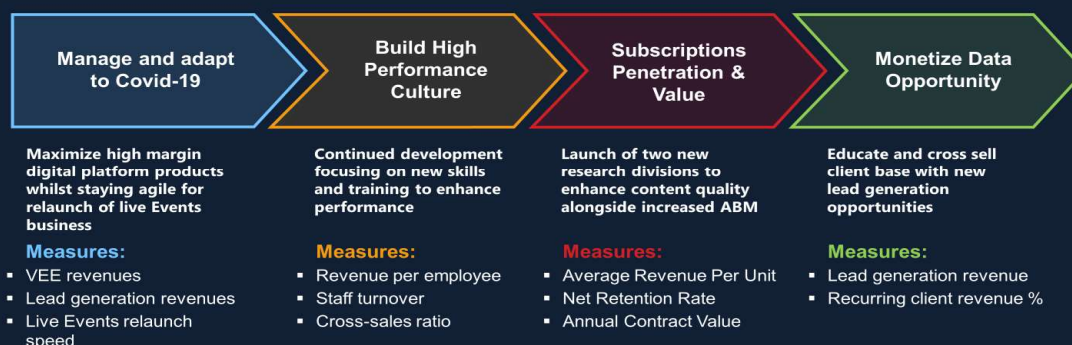 Manage and adapt
to Covid-19
Build High
Performance
Culture
Subscriptions
Penetration &
Value
Monetize Data
Opportunity
Maximize high margin
digital platform products
whilst staying agile for
relaunch of live Events
business
Continued development
focusing on new skills
and training to enhance
performance
Launch of two new
research divisions to
enhance content quality
alongside increased ABM
Educate and cross sell
client base with new
lead generation
opportunities
Measures:
▪ VEE revenues
▪ Lead generation revenues
▪ Live Events relaunch
speed
Measures:
▪ Revenue per employee
▪ Staff turnover
▪ Cross-sales ratio
Measures:
▪ Average Revenue Per Unit
▪ Net Retention Rate
▪ Annual Contract Value
Measures:
▪ Lead generation revenue
▪ Recurring client revenue %